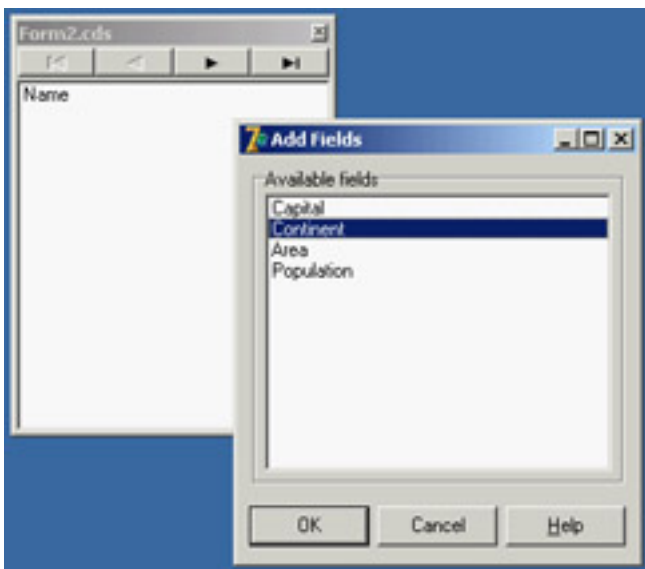 Form2.cds
Name
Add Fields
Available fields
Capital
Continent
Area
Population
OK Cancel Help